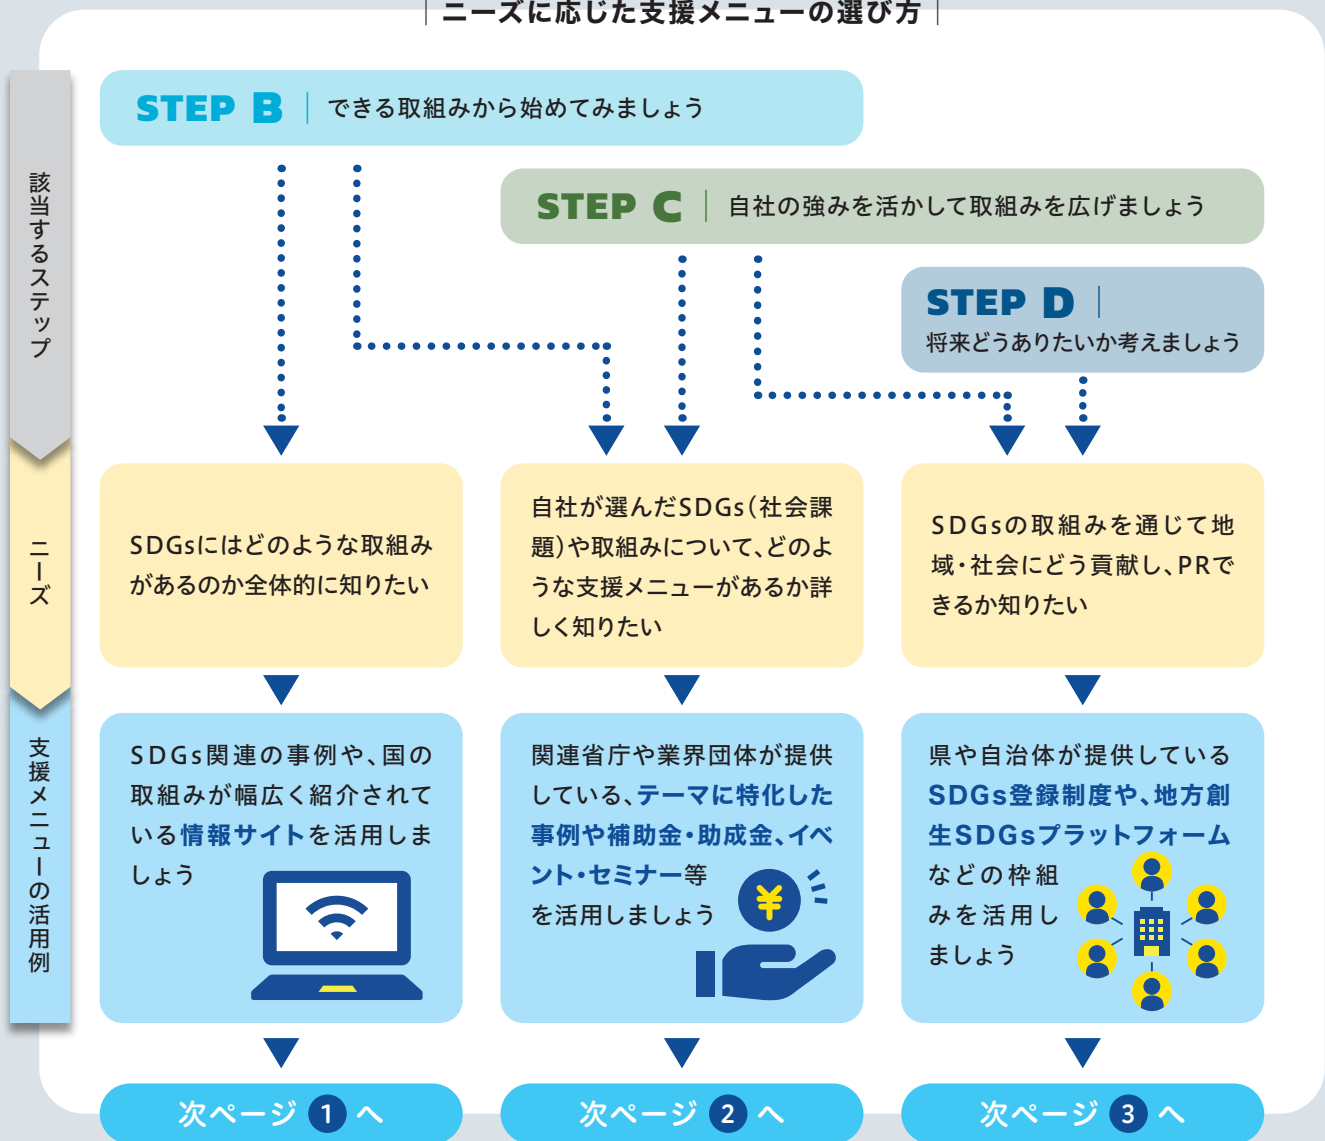 ニーズに応じた支援メニューの選び方
該当するステップ
STEP B
できる取組みから始めてみましょう
STEP C
自社の強みを活かして取組みを広げましょう
STEP D
将来どうありたいか考えましょう
ニーズ
SDGsにはどのような取組み
があるのか全体的に知りたい
自社が選んだSDGs(社会課
題)や取組みについて、どのよ
うな支援メニューがあるか詳
しく知りたい
SDGsの取組みを通じて地
域・社会にどう貢献し、PRで
きるか知りたい
支援メニューの活用例
SDGs関連の事例や、国の
取組みが幅広く紹介されて
いる情報サイトを活用しま
しょう
関連省庁や業界団体が提供
している、テーマに特化した
事例や補助金・助成金、イベ
ント・セミナー等
を活用しましょう
¥
県や自治体が提供している
SDGs登録制度や、地方創
生SDGsプラットフォーム
などの枠組
みを活用し
ましょう
次ページ 1 へ
次ページ 2 へ
次ページ 3 へ